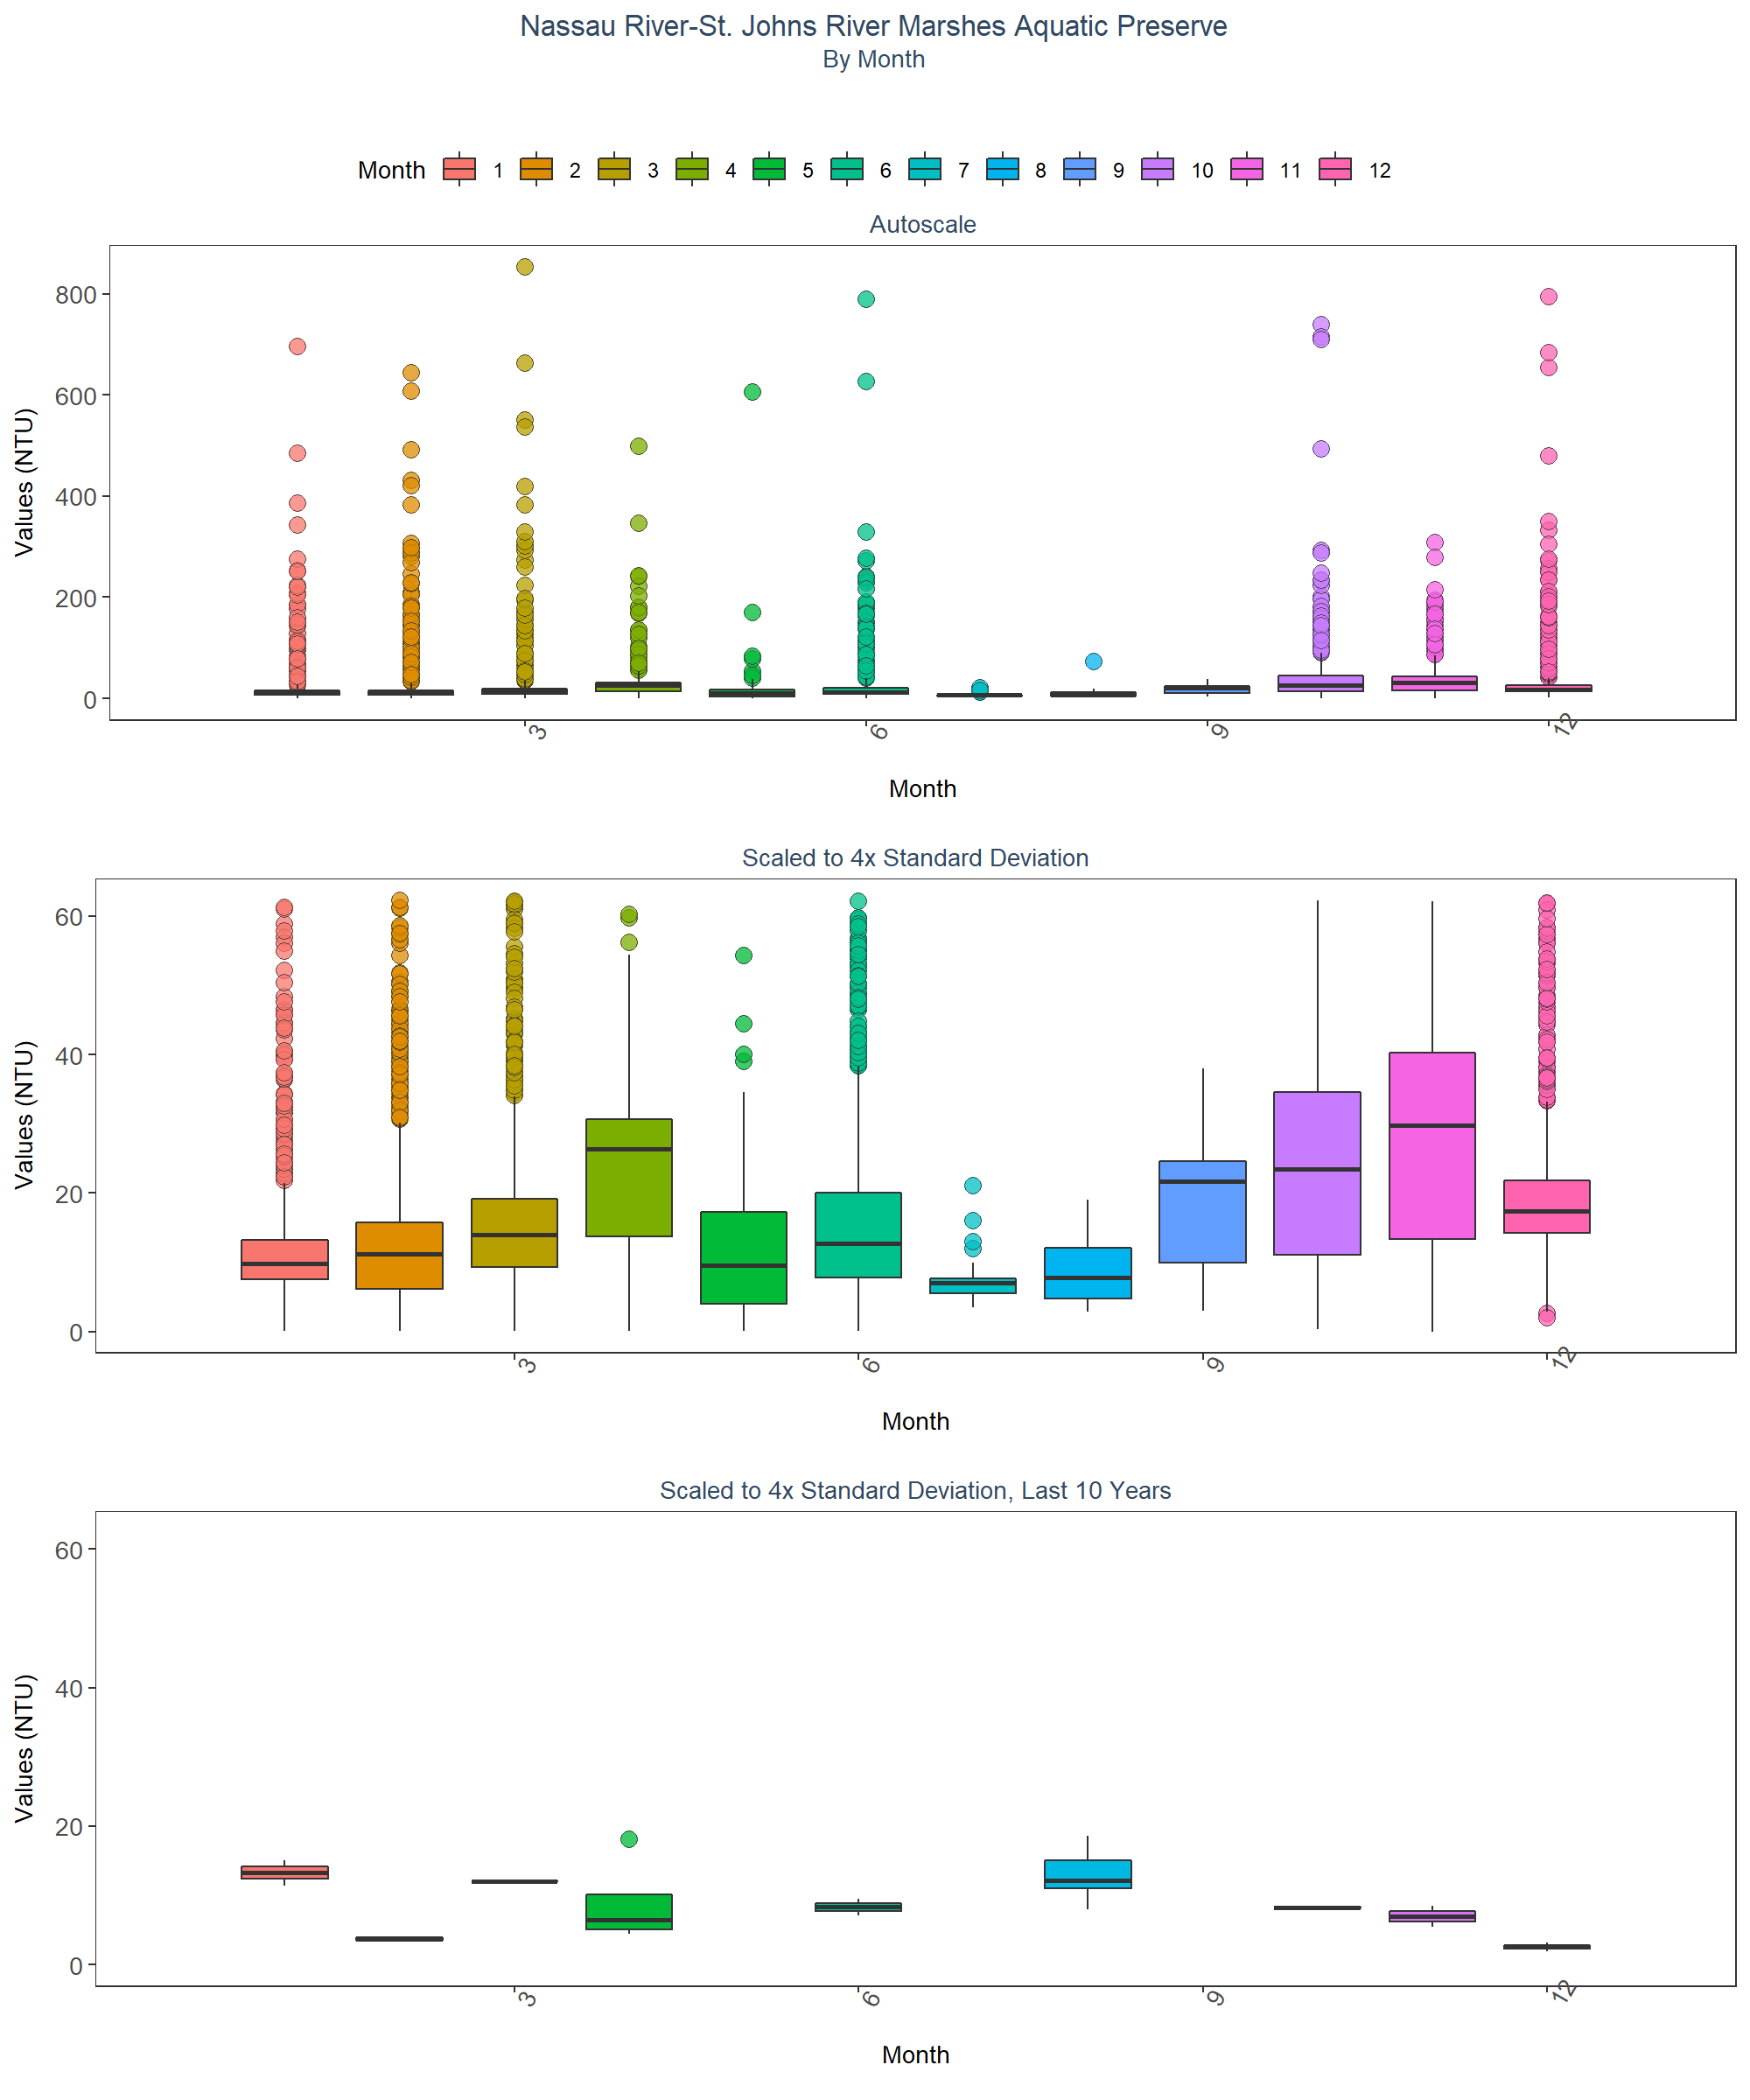 Nassau River-St. Johns River Marshes Aquatic Preserve
By Month
Month 1 2 3 4 5 6 7 8 9 10 11 12
Autoscale
800
600
400
200
0
Values (NTU)
3 6 9 12
Month
Scaled to 4x Standard Deviation
60
40
20
0
Values (NTU)
3 6 9 12
Month
Scaled to 4x Standard Deviation, Last 10 Years
60
40
20
0
Values (NTU)
3 6 9 12
Month